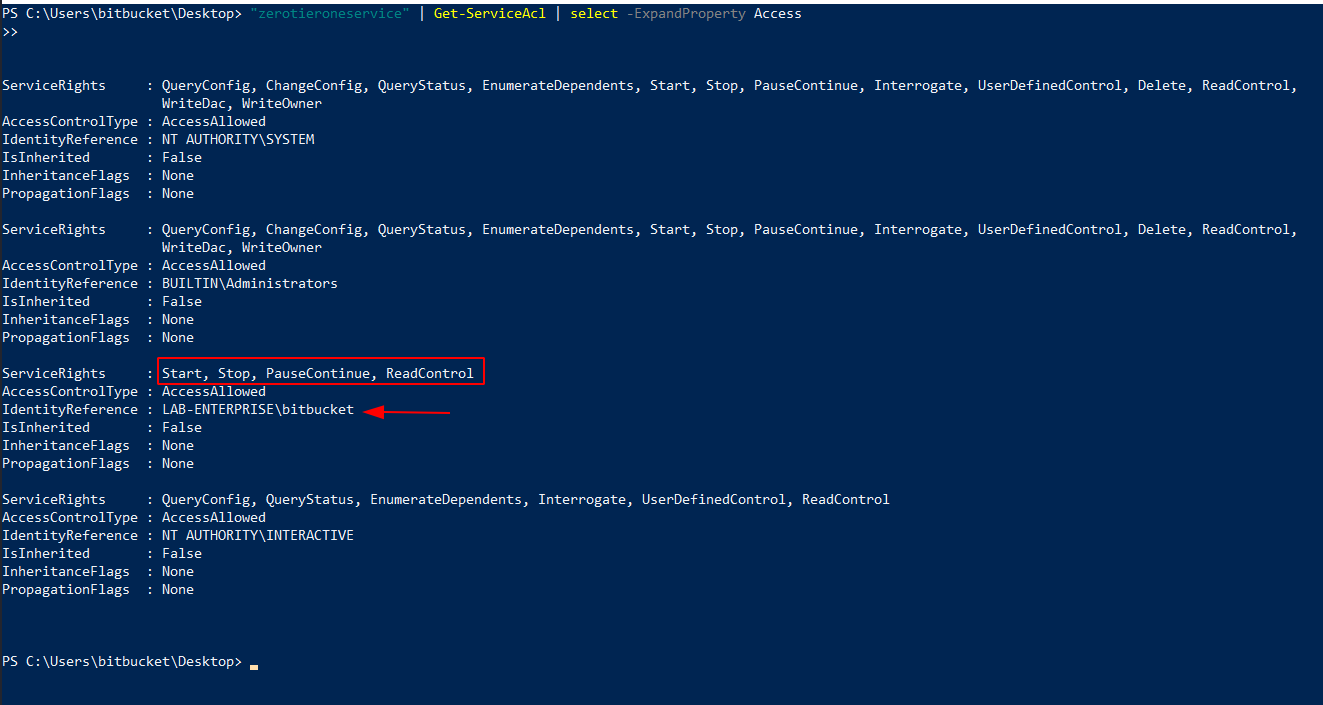 PS C:\Users\bitbucket\Desktop> "zerotieroneservice" | Get-ServiceAcl | select -ExpandProperty Access
>>
ServiceRights     : QueryConfig, ChangeConfig, QueryStatus, EnumerateDependents, Start, Stop, PauseContinue, Interrogate, UserDefinedControl, Delete, ReadControl,
                    WriteDac, WriteOwner
AccessControlType : AccessAllowed
IdentityReference : NT AUTHORITY\SYSTEM
IsInherited       : False
InheritanceFlags  : None
PropagationFlags  : None
ServiceRights     : QueryConfig, ChangeConfig, QueryStatus, EnumerateDependents, Start, Stop, PauseContinue, Interrogate, UserDefinedControl, Delete, ReadControl,
                    WriteDac, WriteOwner
AccessControlType : AccessAllowed
IdentityReference : BUILTIN\Administrators
IsInherited       : False
InheritanceFlags  : None
PropagationFlags  : None
ServiceRights     : Start, Stop, PauseContinue, ReadControl
AccessControlType : AccessAllowed
IdentityReference : LAB-ENTERPRISE\bitbucket
IsInherited       : False
InheritanceFlags  : None
PropagationFlags  : None
ServiceRights     : QueryConfig, QueryStatus, EnumerateDependents, Interrogate, UserDefinedControl, ReadControl
AccessControlType : AccessAllowed
IdentityReference : NT AUTHORITY\INTERACTIVE
IsInherited       : False
InheritanceFlags  : None
PropagationFlags  : None
PS C:\Users\bitbucket\Desktop>